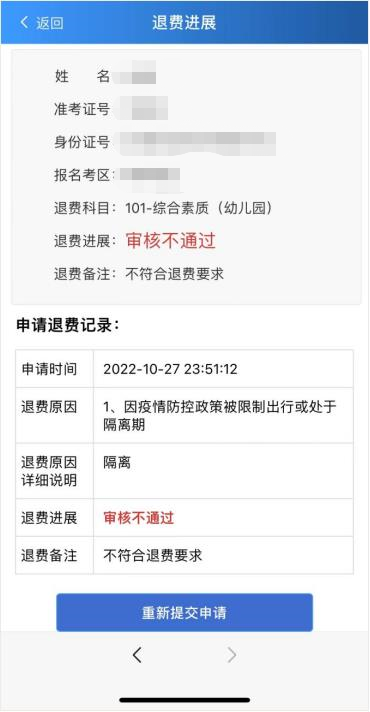 返回
退费进展
姓 名
准考证号
身份证号
报名考区:
退费科目: 101-综合素质（幼儿园）
退费进展: 审核不通过
退费备注: 不符合退费要求
申请退费记录：
申请时间 2022-10-27 23:51:12
退费原因 1、因疫情防控政策被限制出行或处于
隔离期
退费原因 隔离
详细说明
退费进展 审核不通过
退费备注 不符合退费要求
重新提交申请